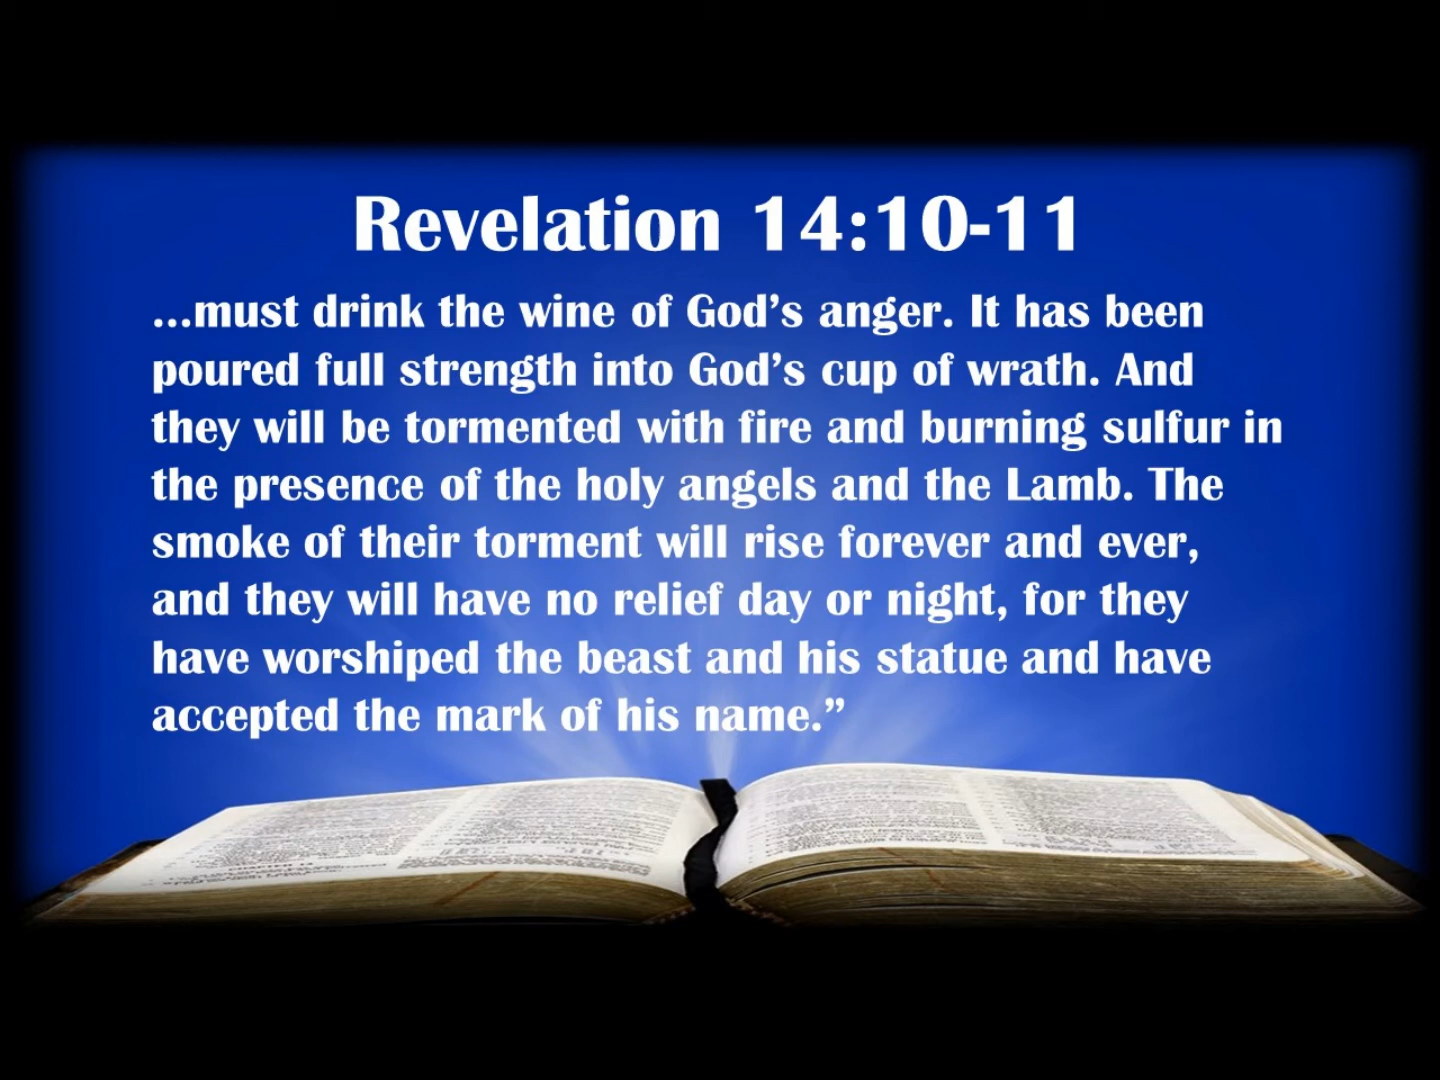 Revelation 14:10-11
...must drink the wine of God’s anger. It has been
poured full strength into God’s cup of wrath. And
they will be tormented with fire and burning sulfur in
the presence of the holy angels and the Lamb. The
smoke of their torment will rise forever and ever,
and they will have no relief day or night, for they
have worshiped the beast and his statue and have
accepted the mark of his name.”